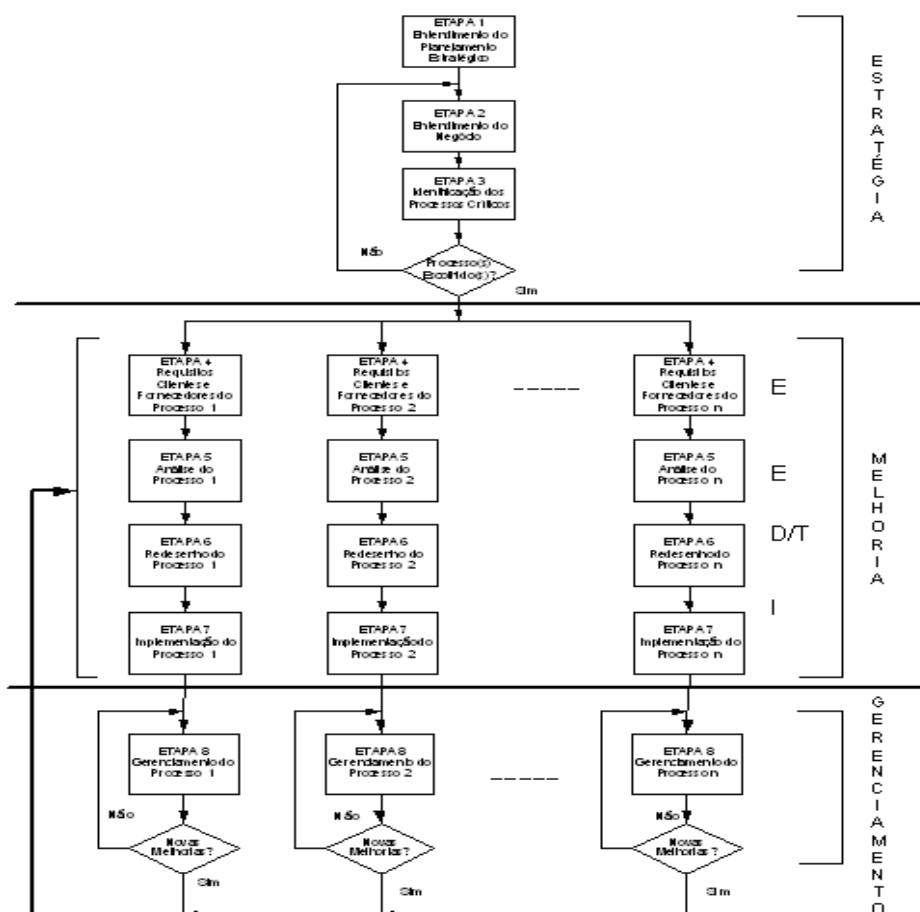 ETAPA 1
Entendimento do
Planejamento
Estratégico
ETAPA 2
Entendimento do
Negócio
ETAPA 3
Identificação dos
Processos Críticos
Não
Processo(s)
Escolhido(s)?
Sim
ESTRATÉGIA
ETAPA 4
Requisitos
Clientes e
Fornecedores do
Processo 1
ETAPA 4
Requisitos
Clientes e
Fornecedores do
Processo 2
ETAPA 4
Requisitos
Clientes e
Fornecedores do
Processo n
E
ETAPA 5
Análise do
Processo 1
ETAPA 5
Análise do
Processo 2
ETAPA 5
Análise do
Processo n
E
ETAPA 6
Redesenho do
Processo 1
ETAPA 6
Redesenho do
Processo 2
ETAPA 6
Redesenho do
Processo n
D/T
ETAPA 7
Implementação do
Processo 1
ETAPA 7
Implementação do
Processo 2
ETAPA 7
Implementação do
Processo n
I
MELHORIA
ETAPA 8
Gerenciamento do
Processo 1
ETAPA 8
Gerenciamento do
Processo 2
ETAPA 8
Gerenciamento do
Processo n
Não
Novas
Melhorias?
Sim
Não
Novas
Melhorias?
Sim
Não
Novas
Melhorias?
Sim
GERENCIAMENTO